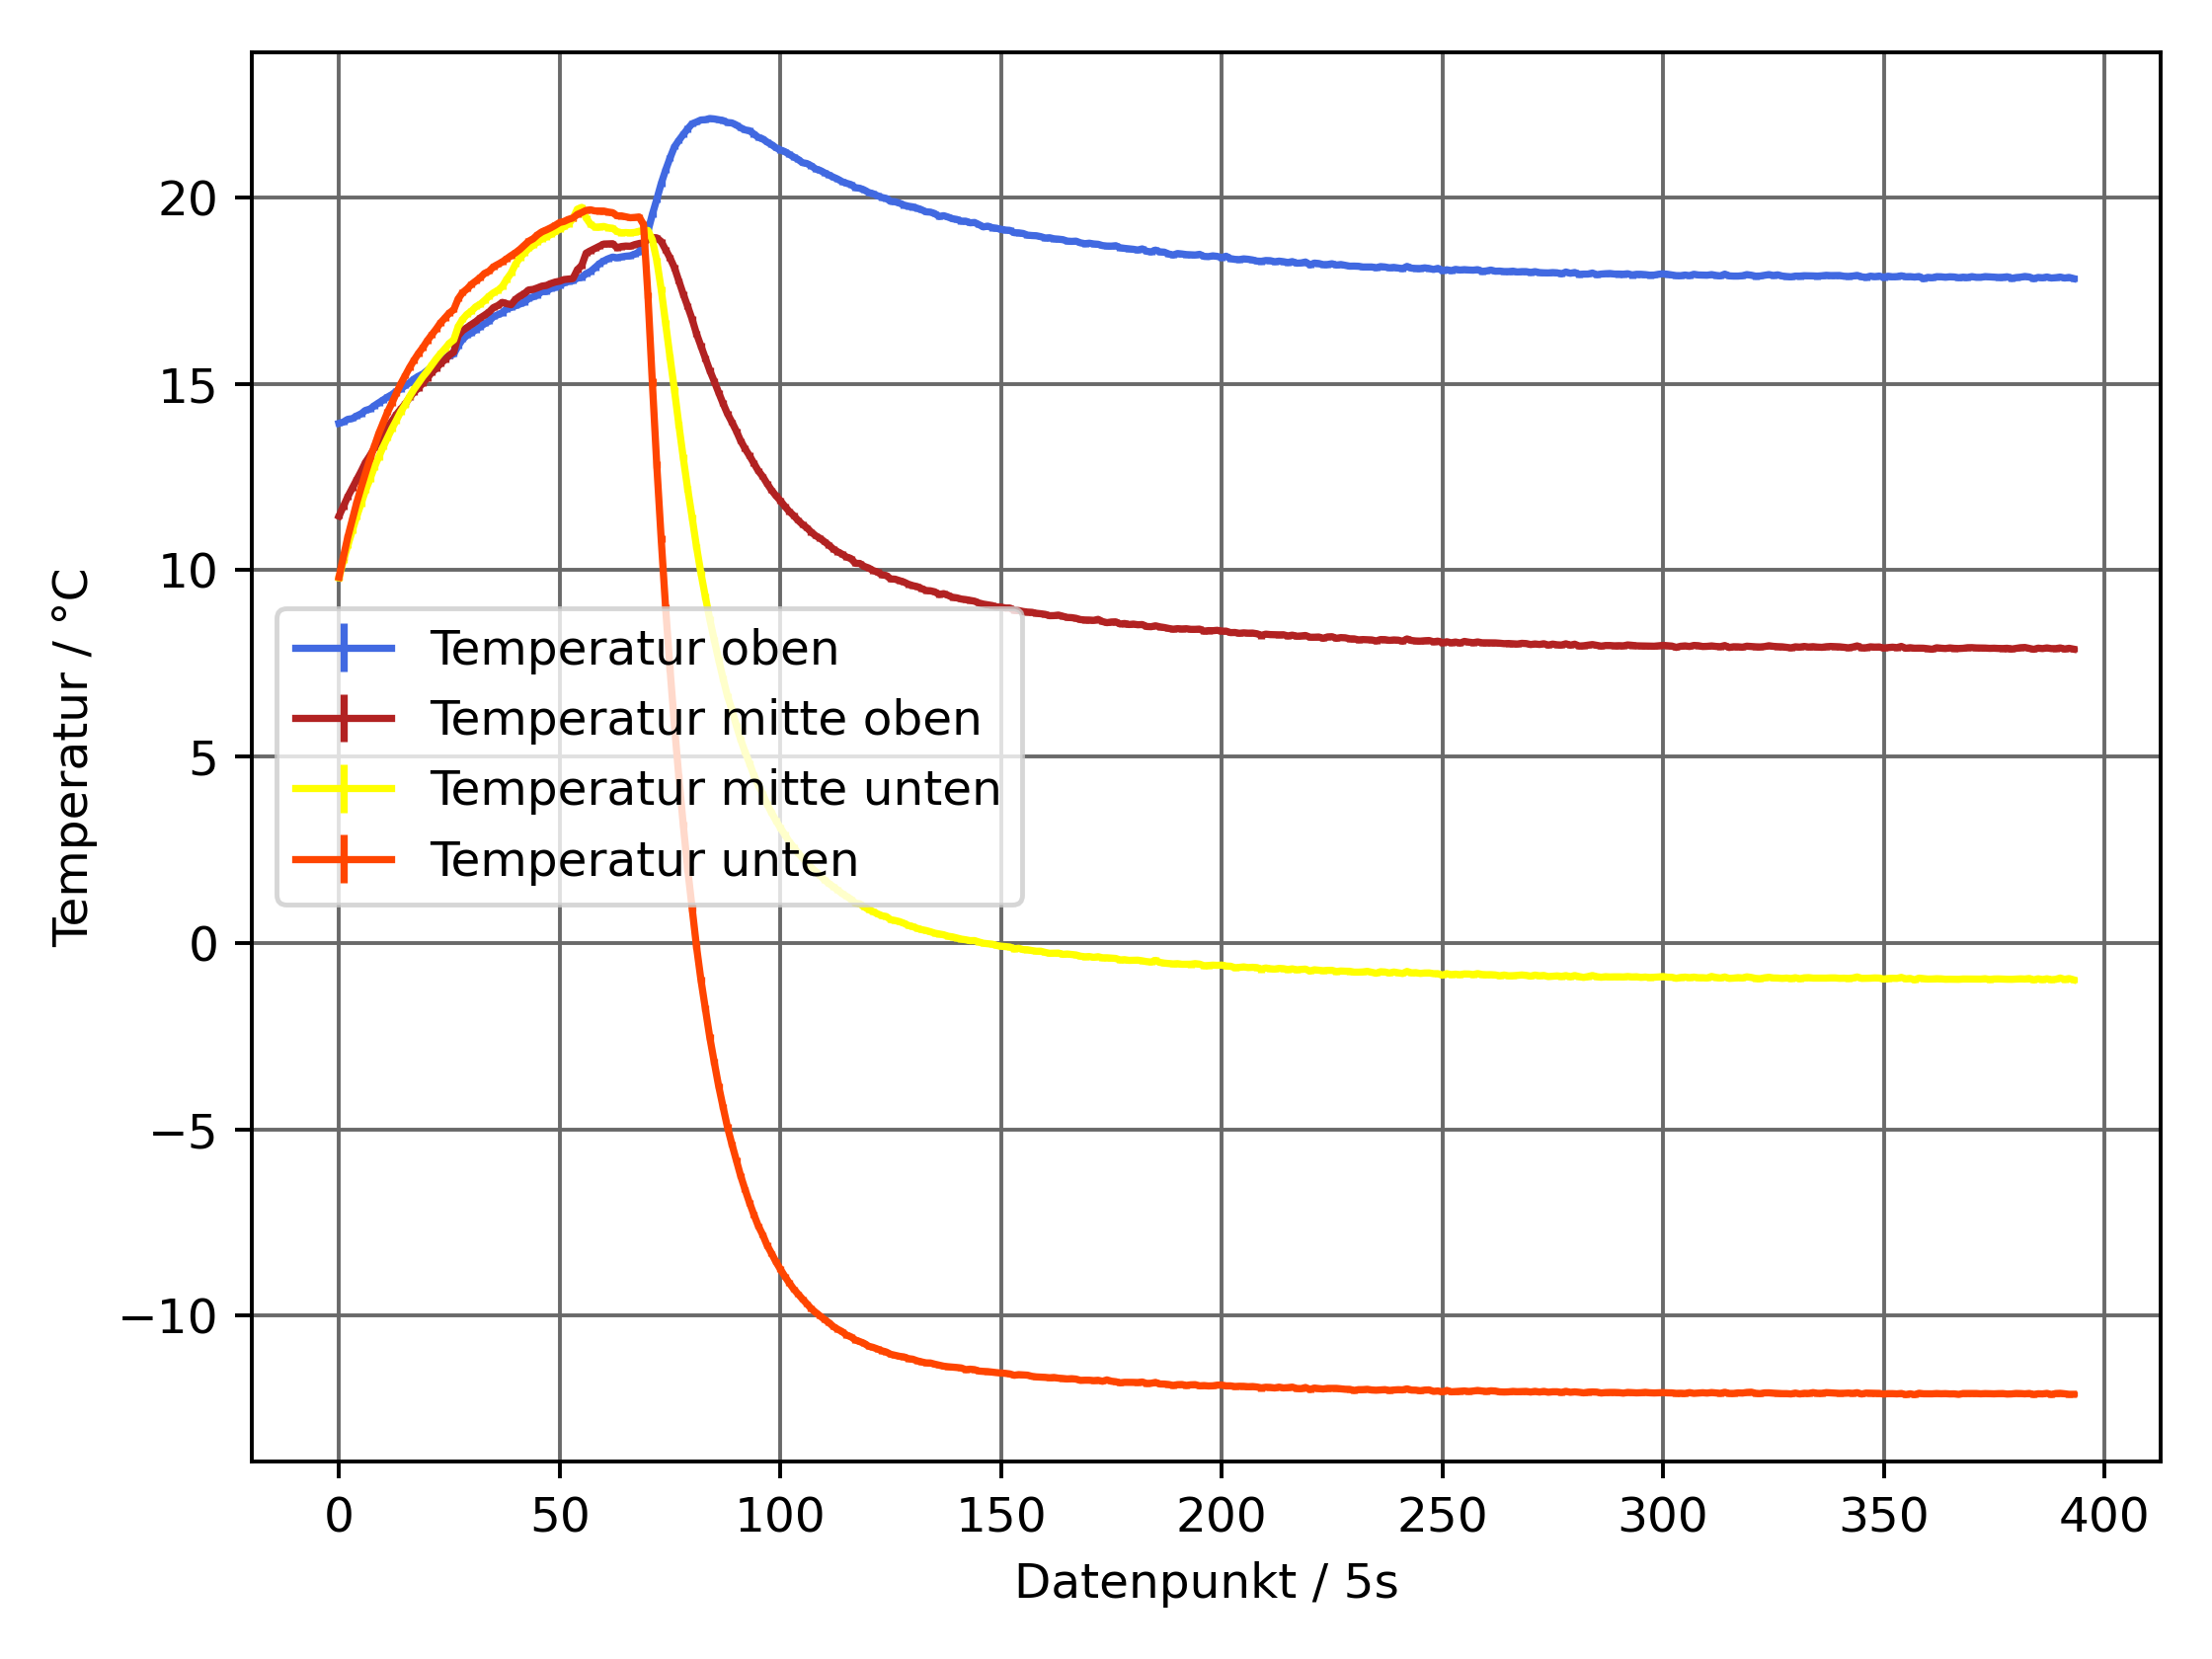 Temperatur / °C
20
15
10
5
0
−5
−10
Temperatur oben
Temperatur mitte oben
Temperatur mitte unten
Temperatur unten
0 50 100 150 200 250 300 350 400
Datenpunkt / 5s